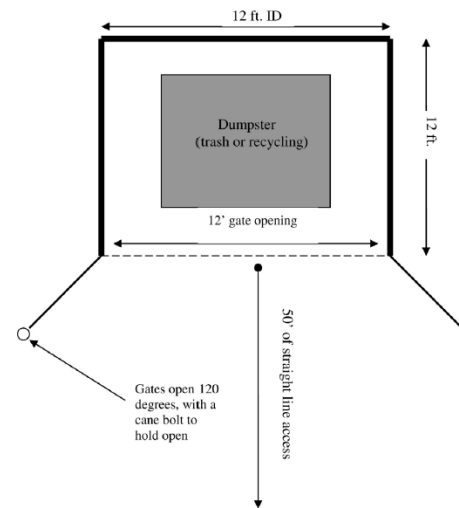 12 ft. ID
Dumpster
(trash or recycling)
12 ft.
12' gate opening
50' of straight line access
Gates open 120
degrees, with a
cane bolt to
hold open